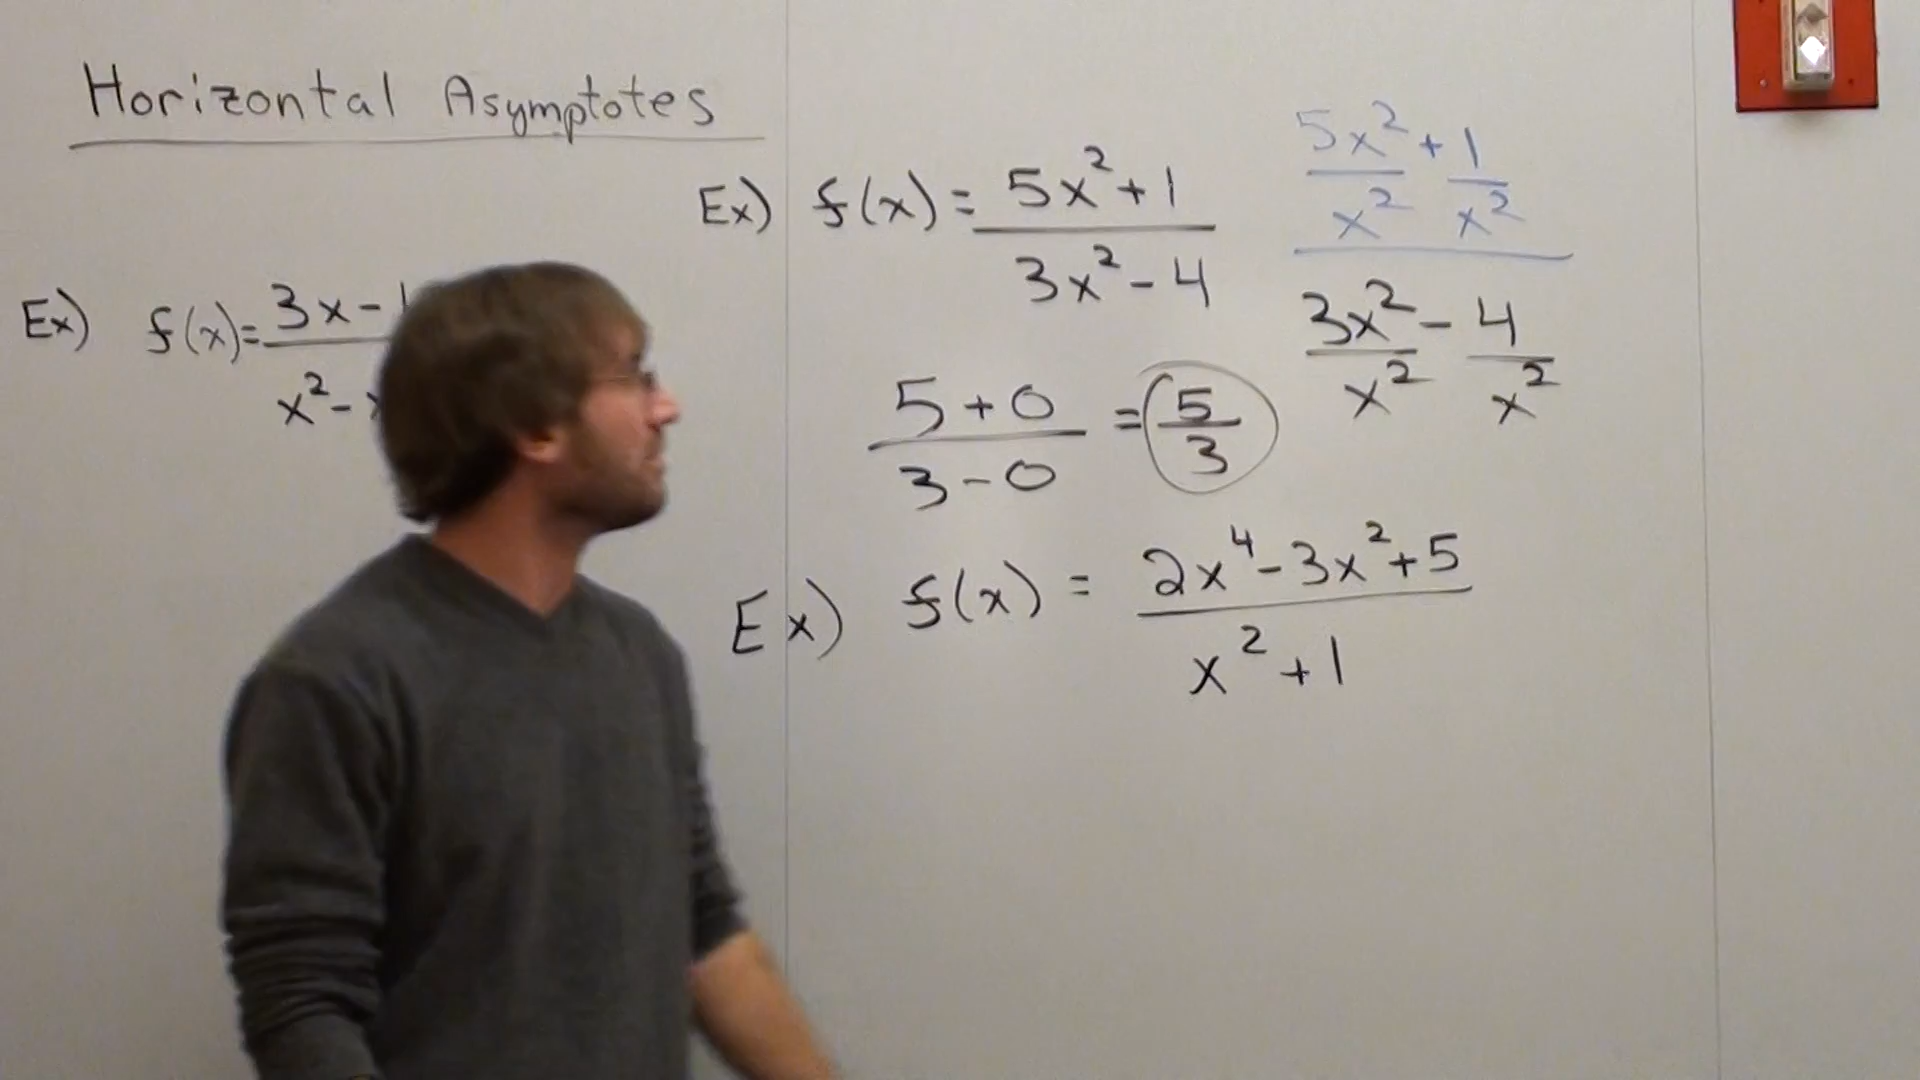 Horizontal Asymptotes
Ex) f(x)= 3x-1
x²-
Ex) f(x)= 5x²+1
3x²-4
5x² + 1
x² x²
3x² - 4
x² x²
5+0 = 5
3-0 3
Ex) f(x) = 2x⁴-3x²+5
x²+1